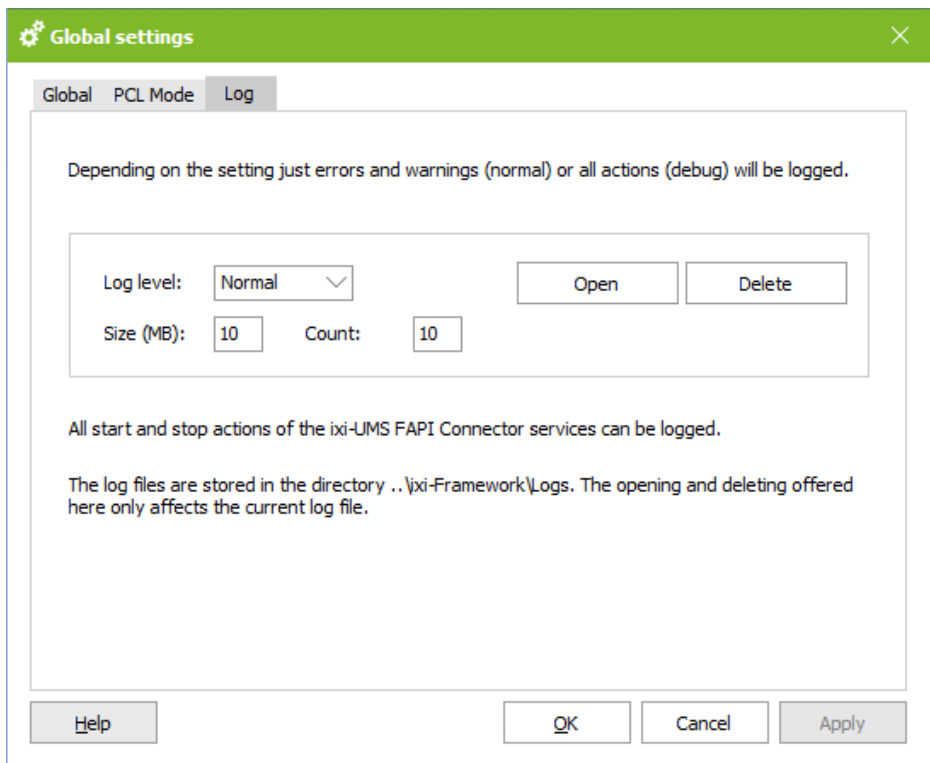 Global settings
Global PCL Mode Log
Depending on the setting just errors and warnings (normal) or all actions (debug) will be logged.
Log level: Normal Open Delete
Size (MB): 10 Count: 10
All start and stop actions of the ixi-UMS FAPI Connector services can be logged.
The log files are stored in the directory ..\ixi-Framework\Logs. The opening and deleting offered
here only affects the current log file.
Help OK Cancel Apply